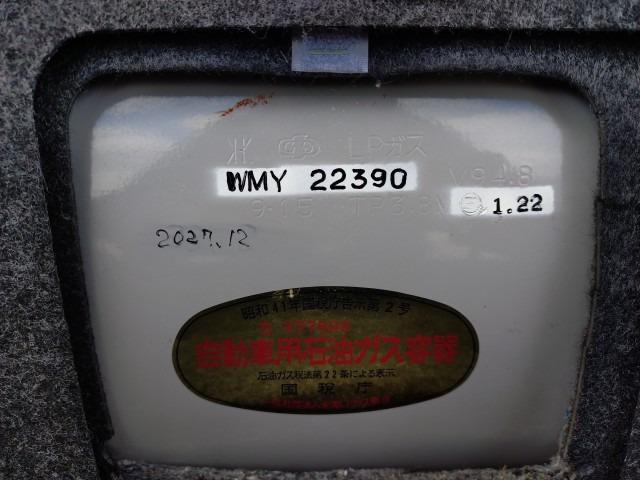 LPガス
WMY 22390
V94.8
1.22
2027.12
昭和41年国税庁告示第2号
自動車用石油ガス容器
石油ガス税法第22条による表示
国税庁